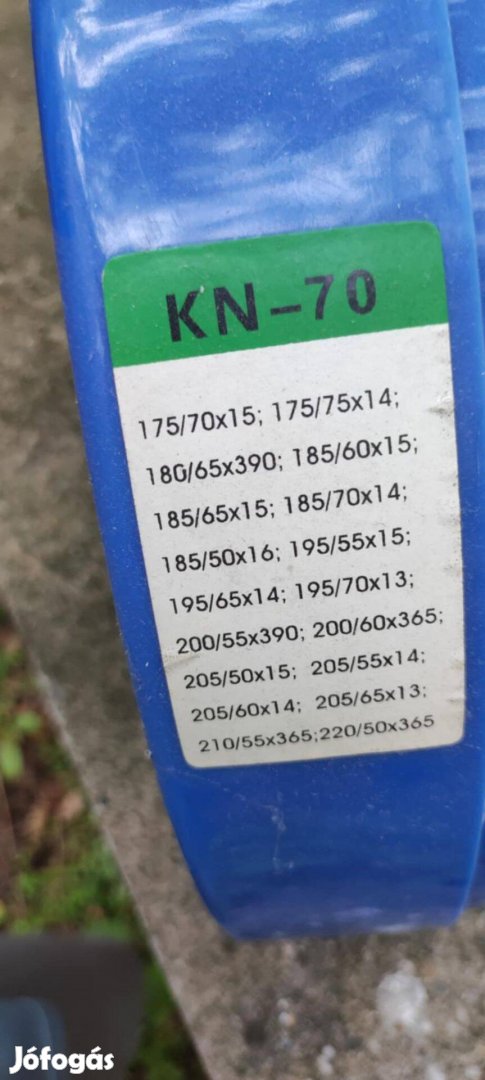 KN-70
175/70x15; 175/75x14;
180/65x390; 185/60x15;
185/65x15; 185/70x14;
185/50x16; 195/55x15;
195/65x14; 195/70x13;
200/55x390; 200/60x365;
205/50x15; 205/55x14;
205/60x14; 205/65x13;
210/55x365;220/50x365
Jófogás